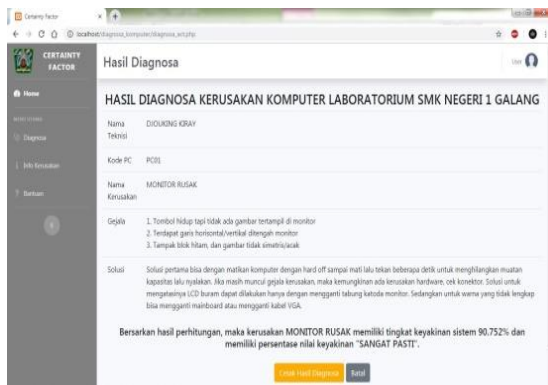 Certainty Factor
localhost/diagnosa_komputer/diagnosa_act.php
CERTAINTY
FACTOR
Hasil Diagnosa
User
Home
MENU UTAMA
Diagnosa
Info Kerusakan
Bantuan
HASIL DIAGNOSA KERUSAKAN KOMPUTER LABORATORIUM SMK NEGERI 1 GALANG
Nama
Teknisi
DJOUKING KIRAY
Kode PC
PC01
Nama
Kerusakan
MONITOR RUSAK
Gejala
1. Tombol hidup tapi tidak ada gambar tertampil di monitor
2. Terdapat garis horisontal/vertikal ditengah monitor
3. Tampak blok hitam, dan gambar tidak simetris/acak
Solusi
Solusi pertama bisa dengan matikan komputer dengan hard off sampai mati lalu tekan beberapa detik untuk menghilangkan muatan
kapasitas lalu nyalakan. Jika masih muncul gejala kerusakan, maka kemungkinan ada kerusakan hardware, cek konektor. Solusi untuk
mengatasinya LCD buram dapat dilakukan hanya dengan mengganti tabung katoda monitor. Sedangkan untuk warna yang tidak lengkap
bisa mengganti mainboard atau mengganti kabel VGA.
Bersarkan hasil perhitungan, maka kerusakan MONITOR RUSAK memiliki tingkat keyakinan sistem 90.752% dan
memiliki persentase nilai keyakinan "SANGAT PASTI".
Cetak Hasil Diagnosa
Batal